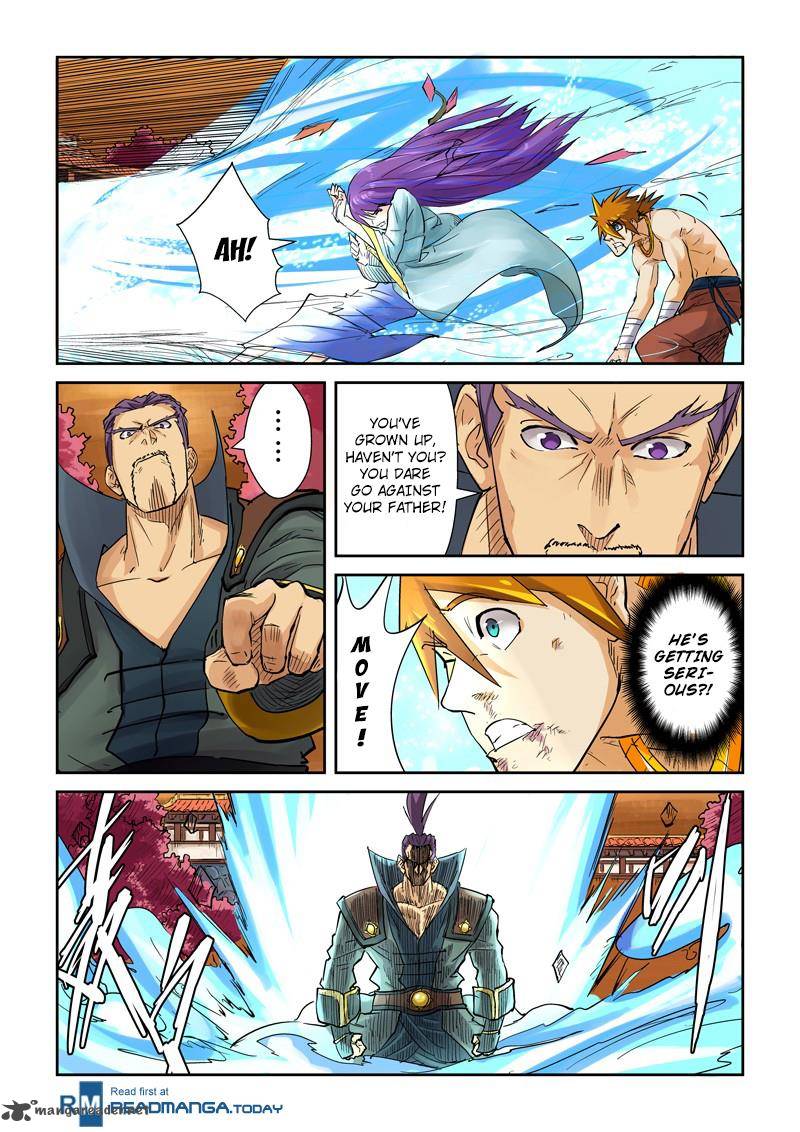 AH!
YOU'VE
GROWN UP,
HAVEN'T YOU?
YOU DARE
GO AGAINST
YOUR FATHER!
......
HE'S
GETTING
SERI-
OUS?!
MOVE!
RM
Read first at
READMANGA.TODAY
mangareader.net